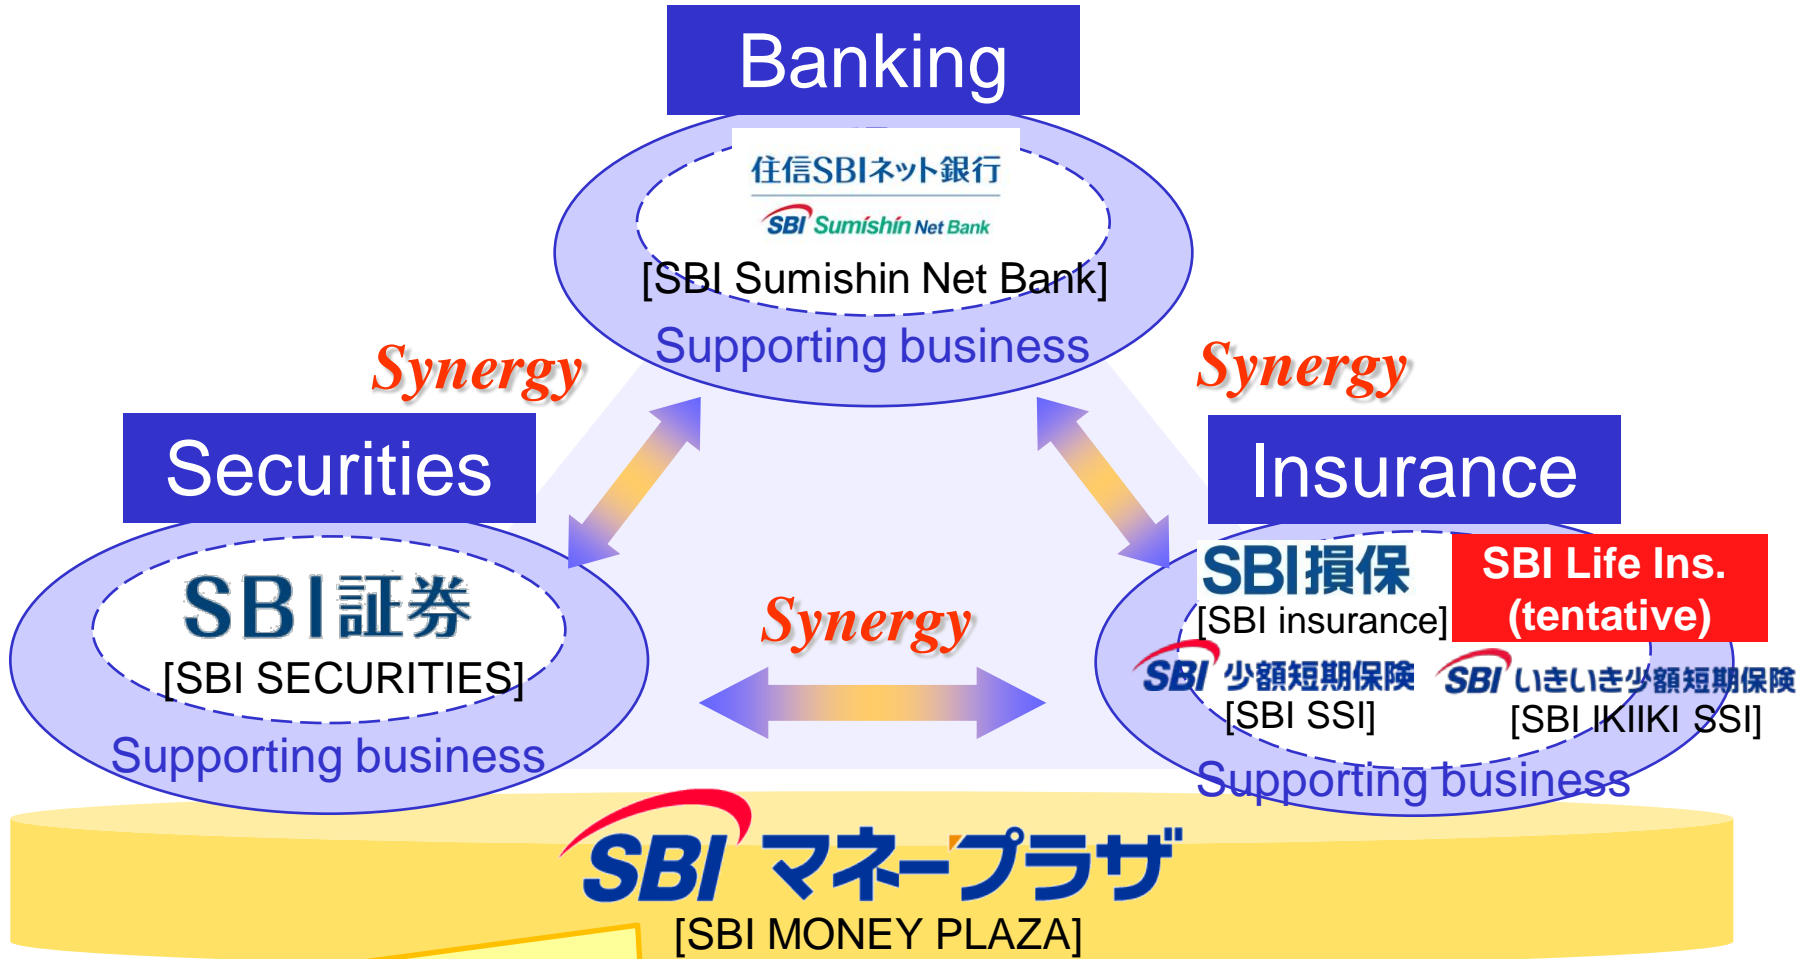 Banking
住信SBIネット銀行
SBI Sumishin Net Bank
[SBI Sumishin Net Bank]
Supporting business
Synergy
Synergy
Securities
Insurance
SBI証券
[SBI SECURITIES]
Supporting business
Synergy
SBI損保
[SBI insurance]
SBI Life Ins.
(tentative)
SBI 少額短期保険
[SBI SSI]
SBI いきいき少額短期保険
[SBI IKIIKI SSI]
Supporting business
SBI マネープラザ
[SBI MONEY PLAZA]